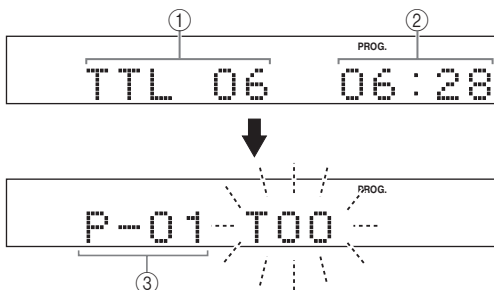 ① ②
PROG.
TTL 06 06:28
PROG.
P-01 T00
③